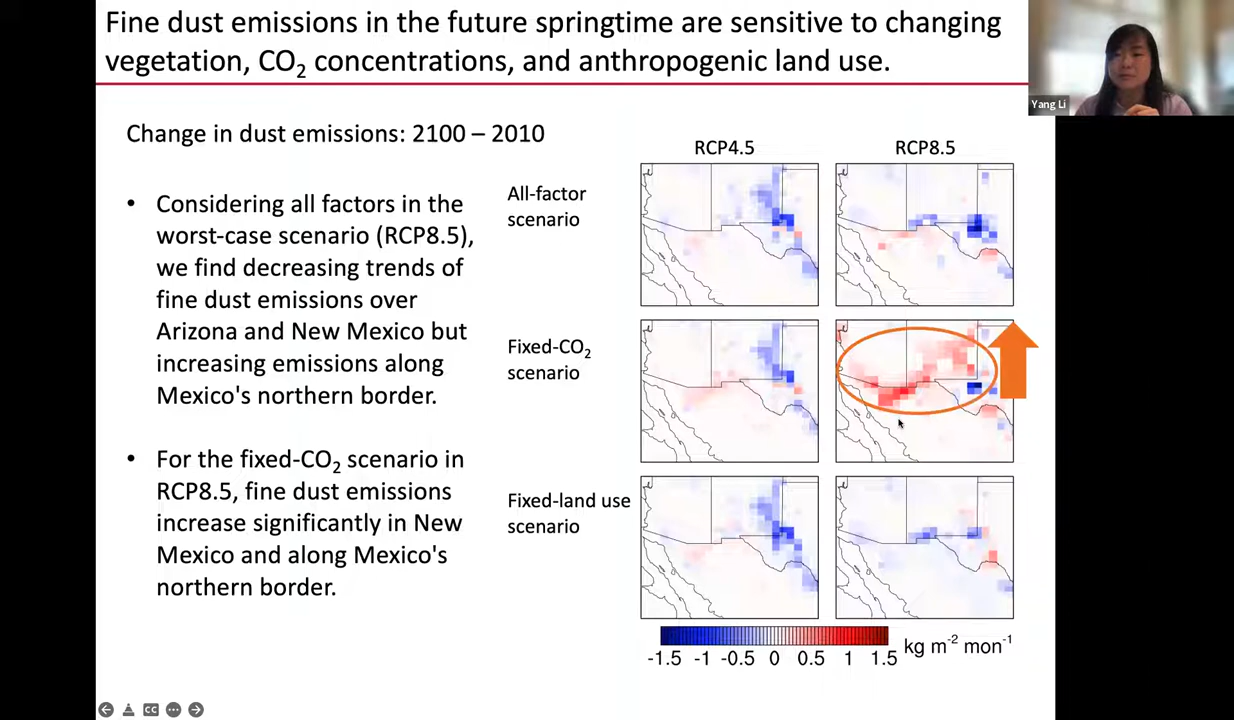 Fine dust emissions in the future springtime are sensitive to changing
vegetation, CO₂ concentrations, and anthropogenic land use.
Yang Li
Change in dust emissions: 2100 – 2010
• Considering all factors in the
worst-case scenario (RCP8.5),
we find decreasing trends of
fine dust emissions over
Arizona and New Mexico but
increasing emissions along
Mexico's northern border.
• For the fixed-CO₂ scenario in
RCP8.5, fine dust emissions
increase significantly in New
Mexico and along Mexico's
northern border.
RCP4.5
RCP8.5
All-factor
scenario
Fixed-CO₂
scenario
Fixed-land use
scenario
-1.5 -1 -0.5 0 0.5 1 1.5
kg m⁻² mon⁻¹
CC